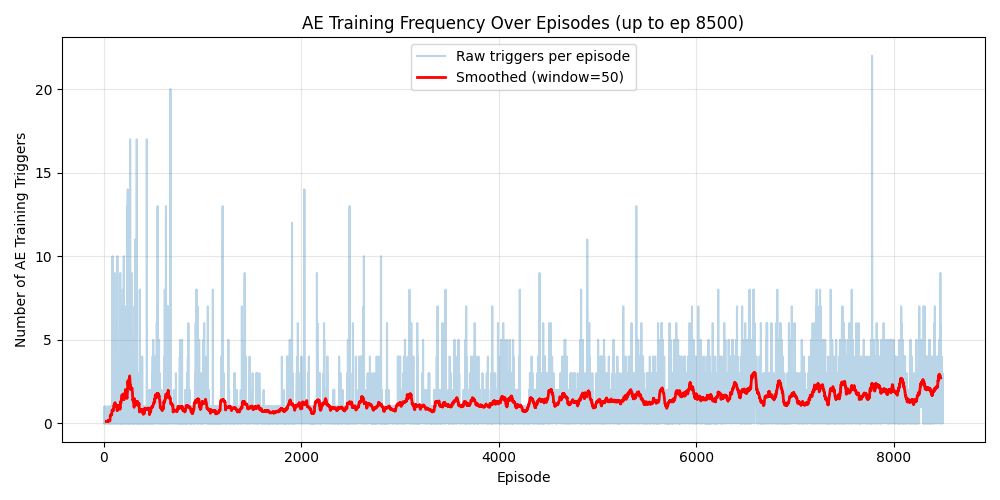 AE Training Frequency Over Episodes (up to ep 8500)
Raw triggers per episode
Smoothed (window=50)
Number of AE Training Triggers
20
15
10
5
0
0 2000 4000 6000 8000
Episode